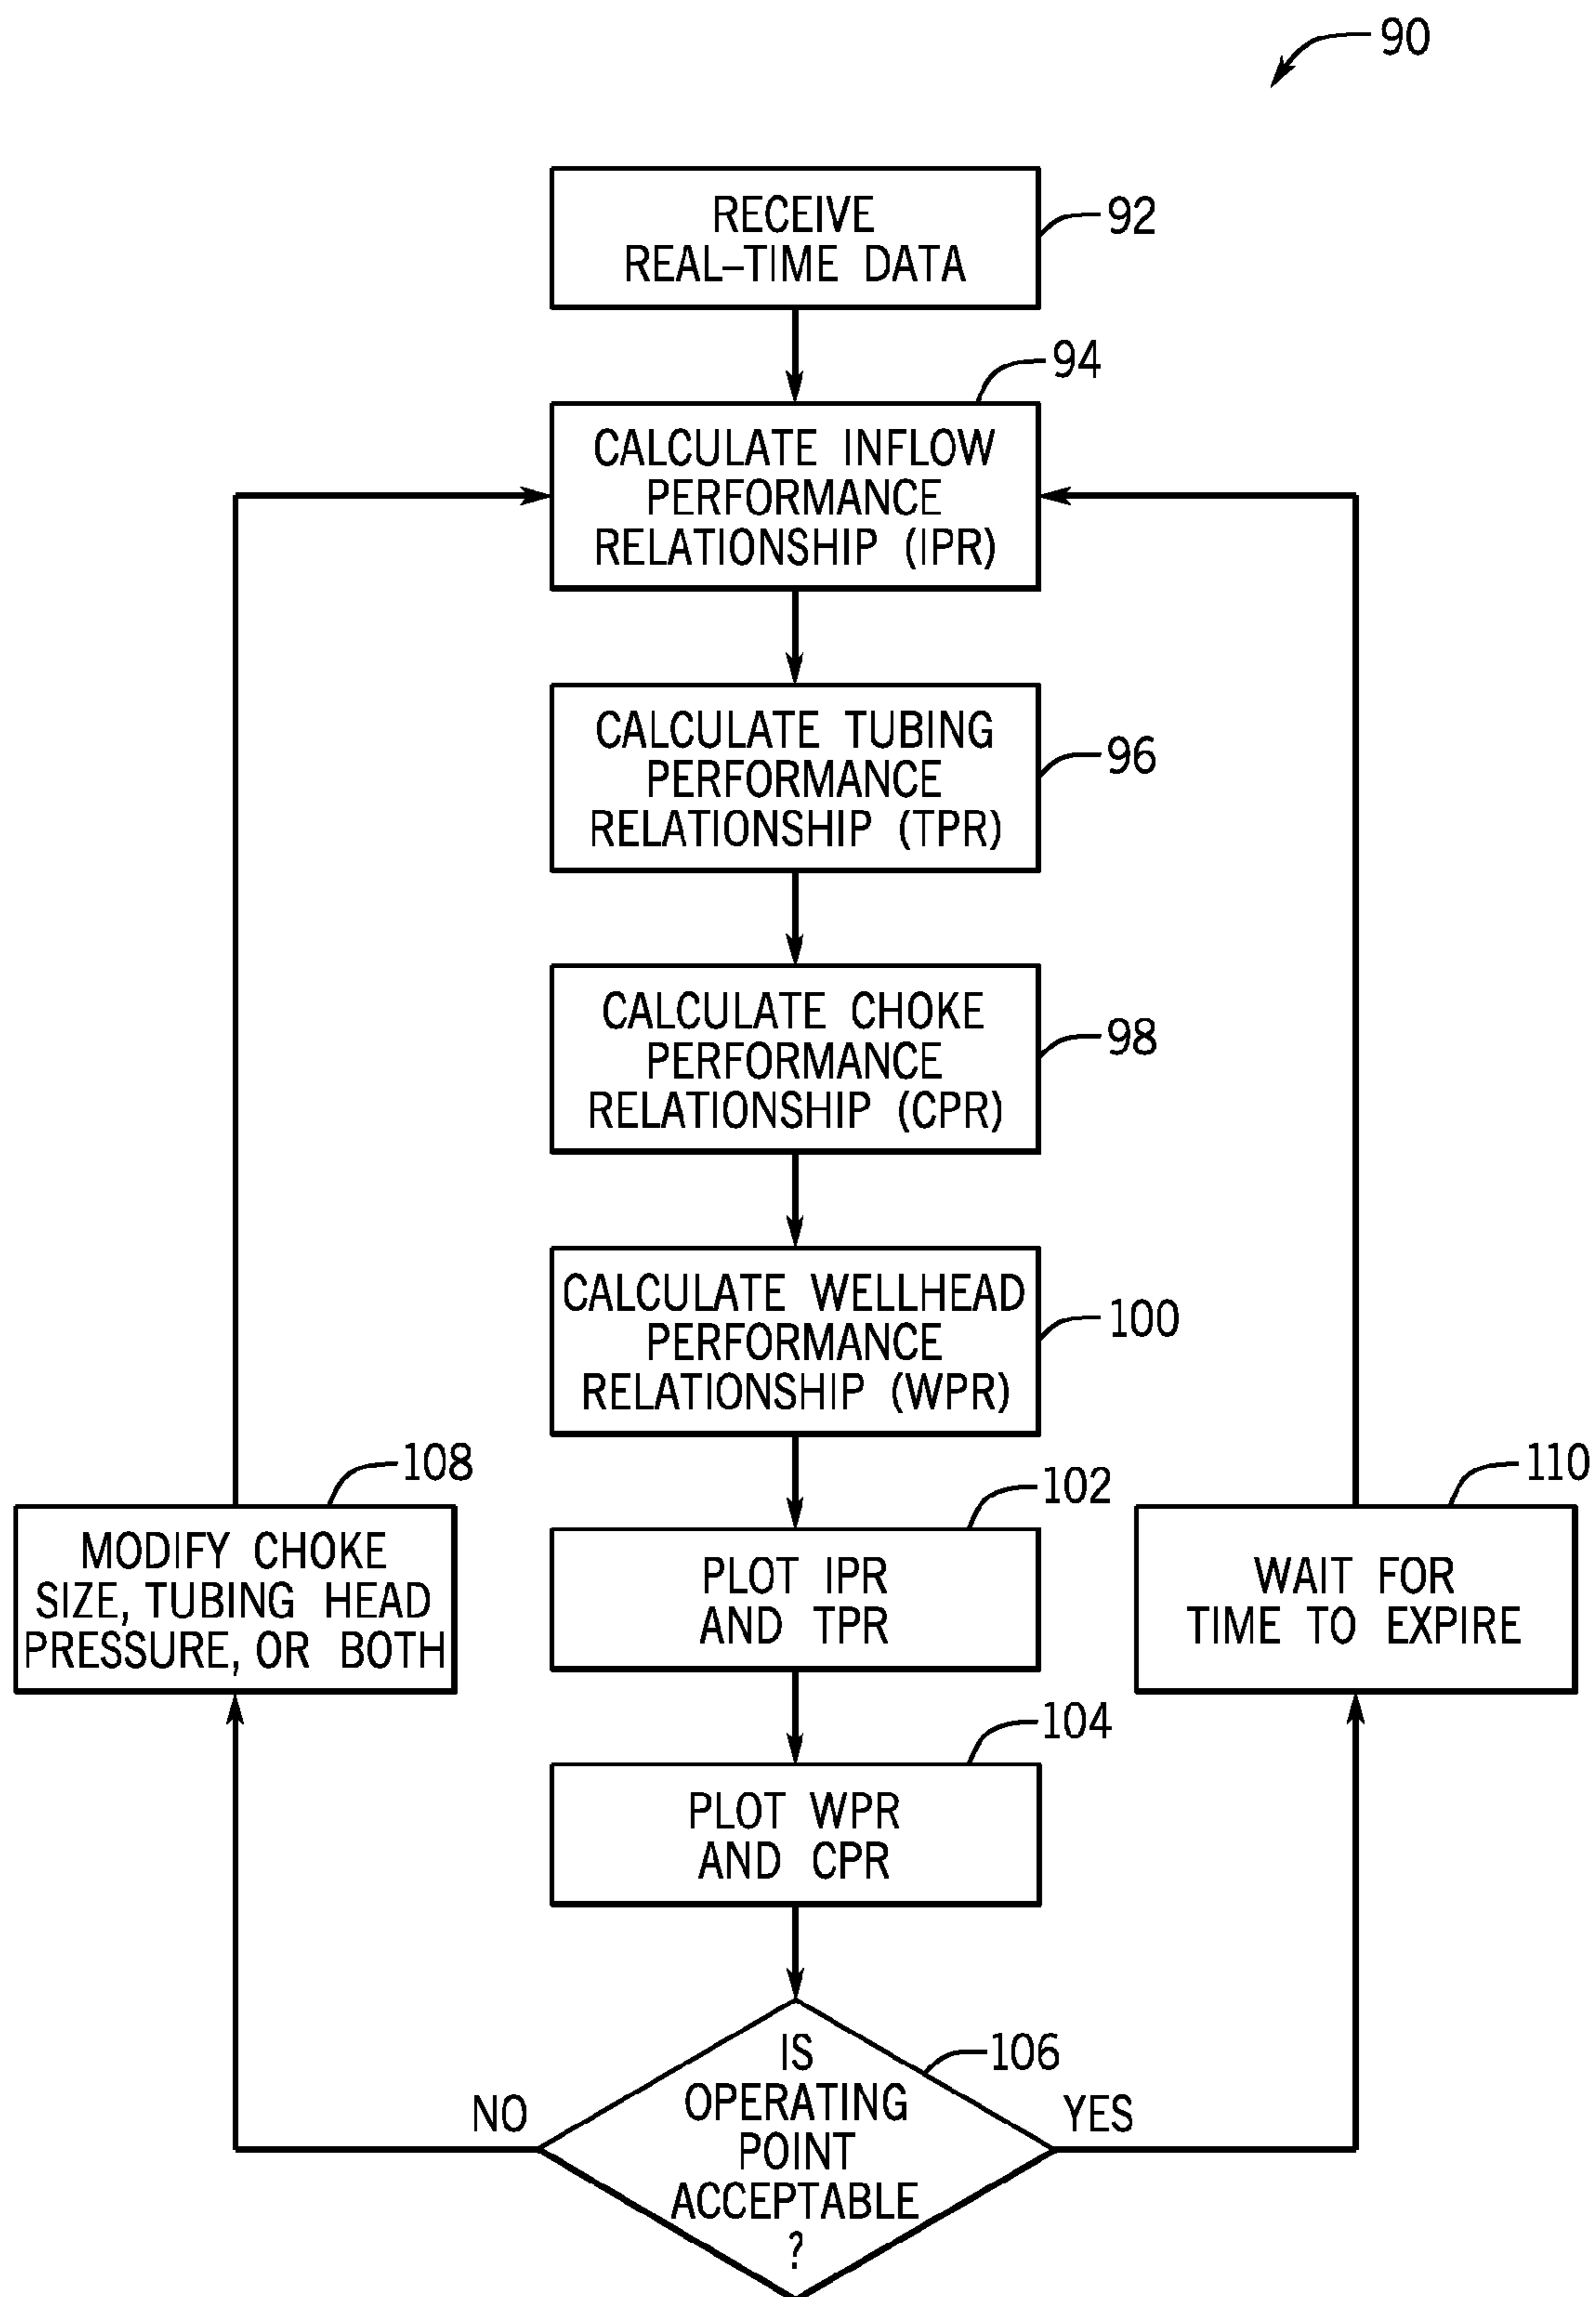 90
RECEIVE
REAL–TIME DATA
92
94
CALCULATE INFLOW
PERFORMANCE
RELATIONSHIP (IPR)
CALCULATE TUBING
PERFORMANCE
RELATIONSHIP (TPR)
96
CALCULATE CHOKE
PERFORMANCE
RELATIONSHIP (CPR)
98
CALCULATE WELLHEAD
PERFORMANCE
RELATIONSHIP (WPR)
100
108
MODIFY CHOKE
SIZE, TUBING HEAD
PRESSURE, OR BOTH
102
PLOT IPR
AND TPR
110
WAIT FOR
TIME TO EXPIRE
104
PLOT WPR
AND CPR
106
IS
OPERATING
POINT
ACCEPTABLE
?
NO
YES